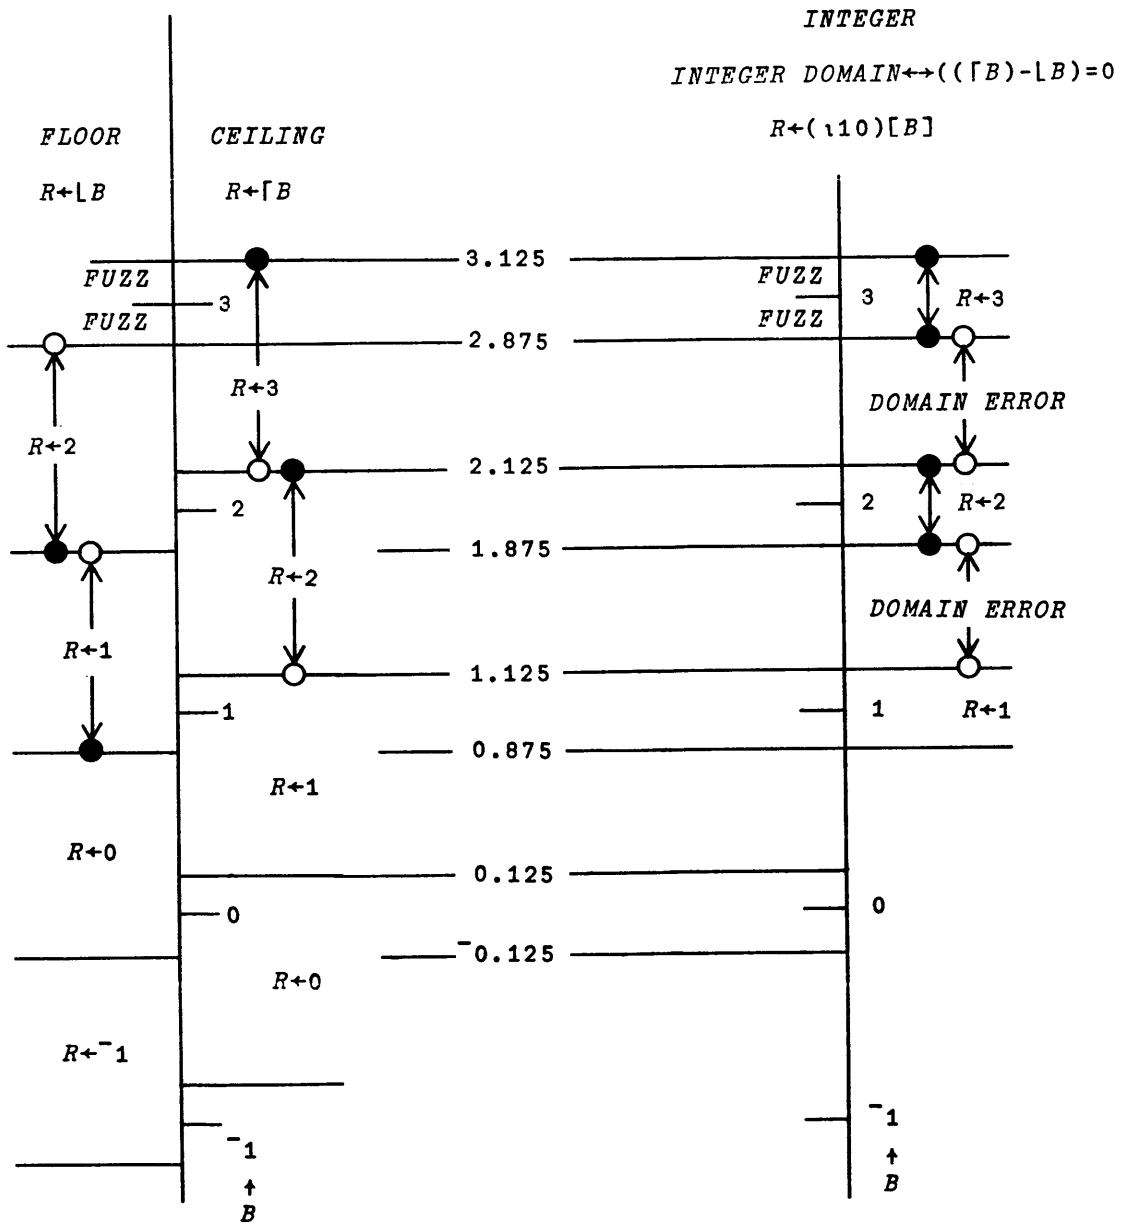 INTEGER
INTEGER DOMAIN↔((⌈B)-⌊B)=0
FLOOR CEILING R←(⍳10)[B]
R←⌊B R←⌈B
3.125
FUZZ FUZZ
3 3 R←3
FUZZ FUZZ
2.875
R←3 DOMAIN ERROR
R←2
2.125
2 2 R←2
1.875
R←2
DOMAIN ERROR
R←1
1.125
1 1 R←1
0.875
R←1
R←0
0.125
0 0
¯0.125
R←0
R←¯1
¯1 ¯1
↑ ↑
B B